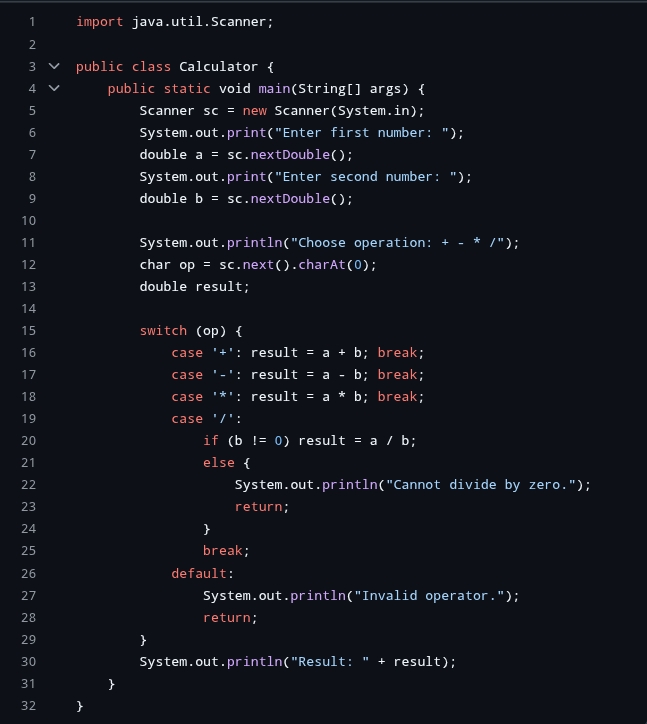 1 import java.util.Scanner;
2
3 public class Calculator {
4     public static void main(String[] args) {
5         Scanner sc = new Scanner(System.in);
6         System.out.print("Enter first number: ");
7         double a = sc.nextDouble();
8         System.out.print("Enter second number: ");
9         double b = sc.nextDouble();
10
11         System.out.println("Choose operation: + - * /");
12         char op = sc.next().charAt(0);
13         double result;
14
15         switch (op) {
16             case '+': result = a + b; break;
17             case '-': result = a - b; break;
18             case '*': result = a * b; break;
19             case '/':
20                 if (b != 0) result = a / b;
21                 else {
22                     System.out.println("Cannot divide by zero.");
23                     return;
24                 }
25                 break;
26             default:
27                 System.out.println("Invalid operator.");
28                 return;
29         }
30         System.out.println("Result: " + result);
31     }
32 }